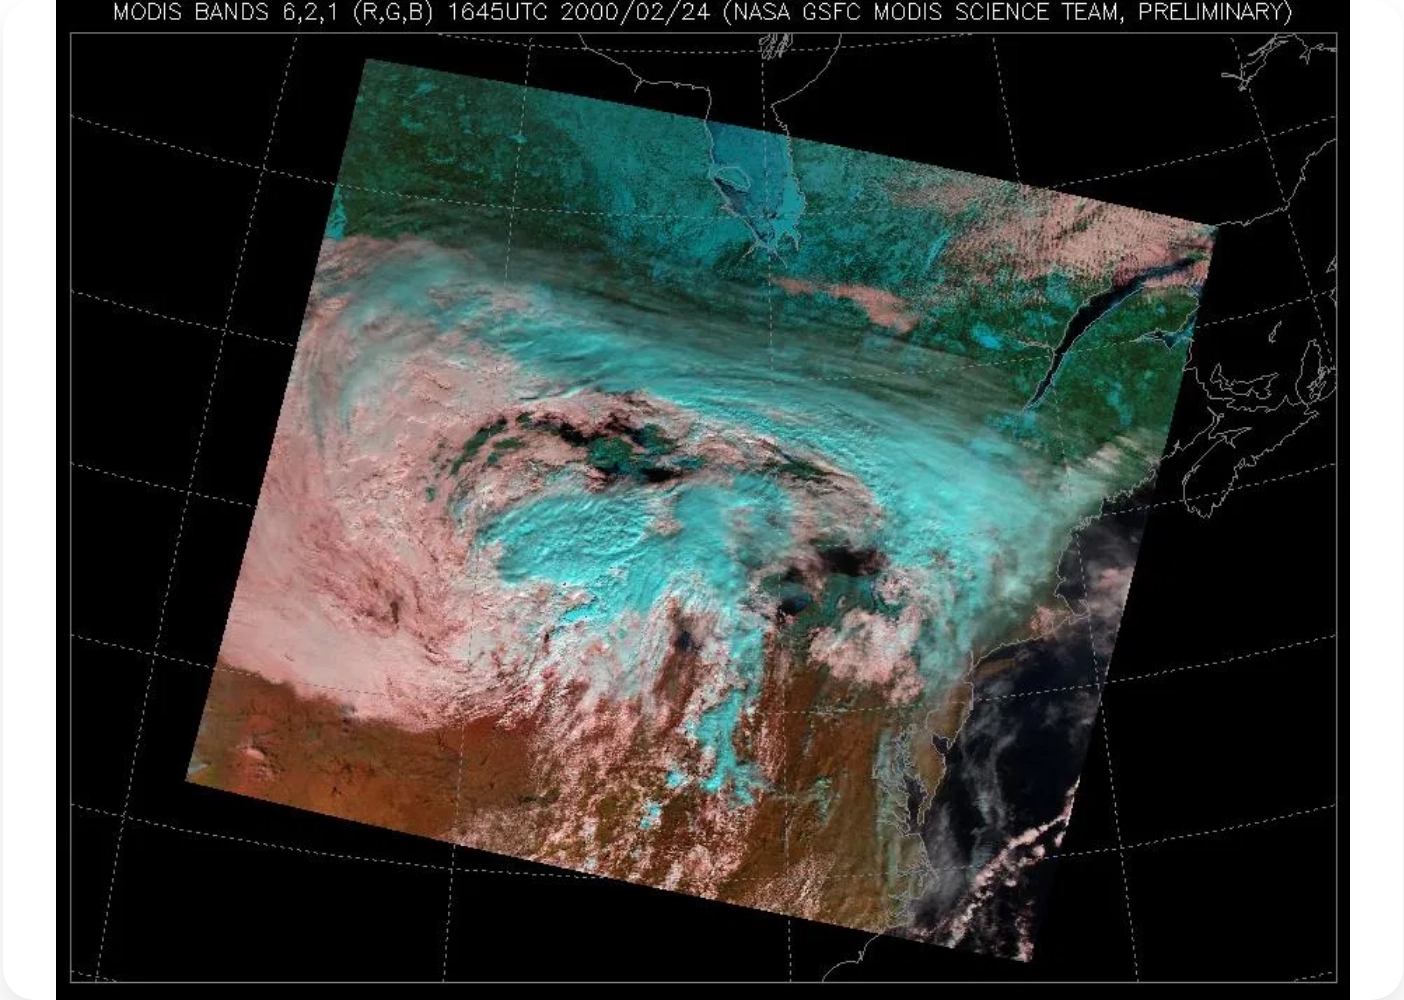 MODIS BANDS 6,2,1 (R,G,B) 1645UTC 2000/02/24 (NASA GSFC MODIS SCIENCE TEAM, PRELIMINARY)